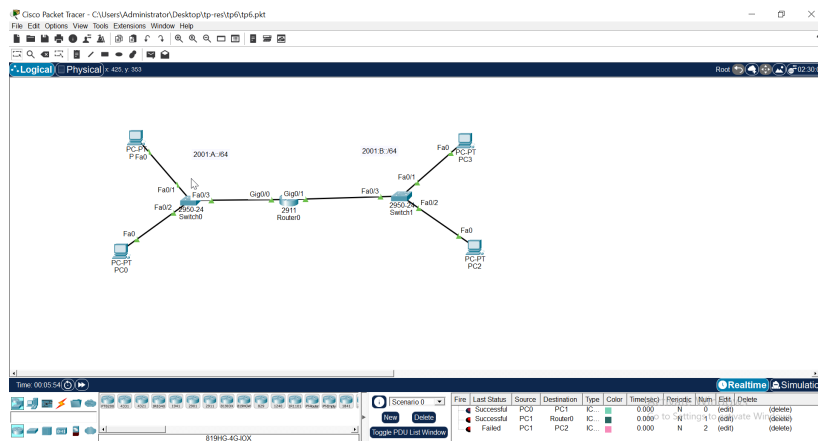 Cisco Packet Tracer - C:\Users\Administrator\Desktop\tp-res\tp6\tp6.pkt
File Edit Options View Tools Extensions Window Help
Logical Physical x: 425, y: 353
Root 02:30:0
PC-PT
P Fa0
2001:A::/64
2001:B::/64
Fa0
PC-PT
PC3
Fa0/1
Fa0/3
Gig0/0
Gig0/1
Fa0/3
Fa0/1
Fa0/2
2950-24
Switch0
2911
Router0
2950-24
Switch1
Fa0/2
Fa0
PC-PT
PC0
Fa0
PC-PT
PC2
Time: 00:05:54
Realtime Simulatio
Scenario 0
New Delete
Toggle PDU List Window
819HG-4G-IOX
Fire Last Status Source Destination Type Color Time(sec) Periodic Num Edit Delete
Successful PC0 PC1 IC... 0.000 N 0 (edit) (delete)
Successful PC1 Router0 IC... 0.000 N 1 (edit) (delete)
Failed PC1 PC2 IC... 0.000 N 2 (edit) (delete)